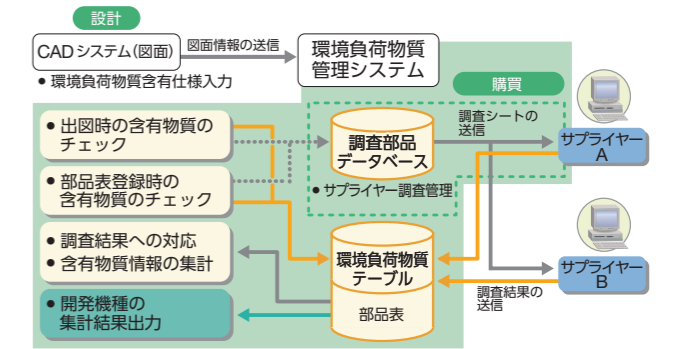 設計
CADシステム(図面)
図面情報の送信
環境負荷物質
管理システム
● 環境負荷物質含有仕様入力
購買
● 出図時の含有物質の
チェック
● 部品表登録時の
含有物質のチェック
● 調査結果への対応
● 含有物質情報の集計
● 開発機種の
集計結果出力
調査部品
データベース
● サプライヤー調査管理
環境負荷物質
テーブル
部品表
調査シートの
送信
サプライヤー
A
サプライヤー
B
調査結果の
送信